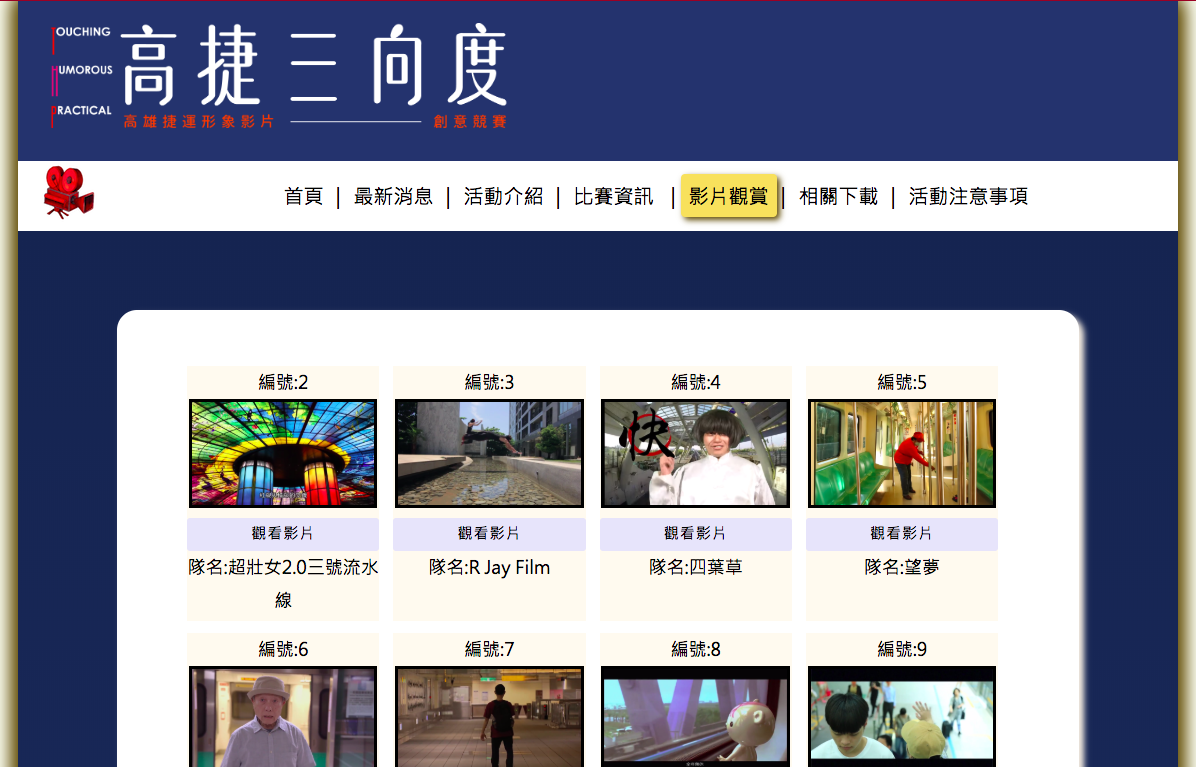 TOUCHING
HUMOROUS
PRACTICAL
高捷三向度
高雄捷運形象影片 創意競賽
首頁 | 最新消息 | 活動介紹 | 比賽資訊 | 影片觀賞 | 相關下載 | 活動注意事項
編號:2 編號:3 編號:4 編號:5
快
觀看影片 觀看影片 觀看影片 觀看影片
隊名:超壯女2.0三號流水線 隊名:R Jay Film 隊名:四葉草 隊名:望夢
編號:6 編號:7 編號:8 編號:9